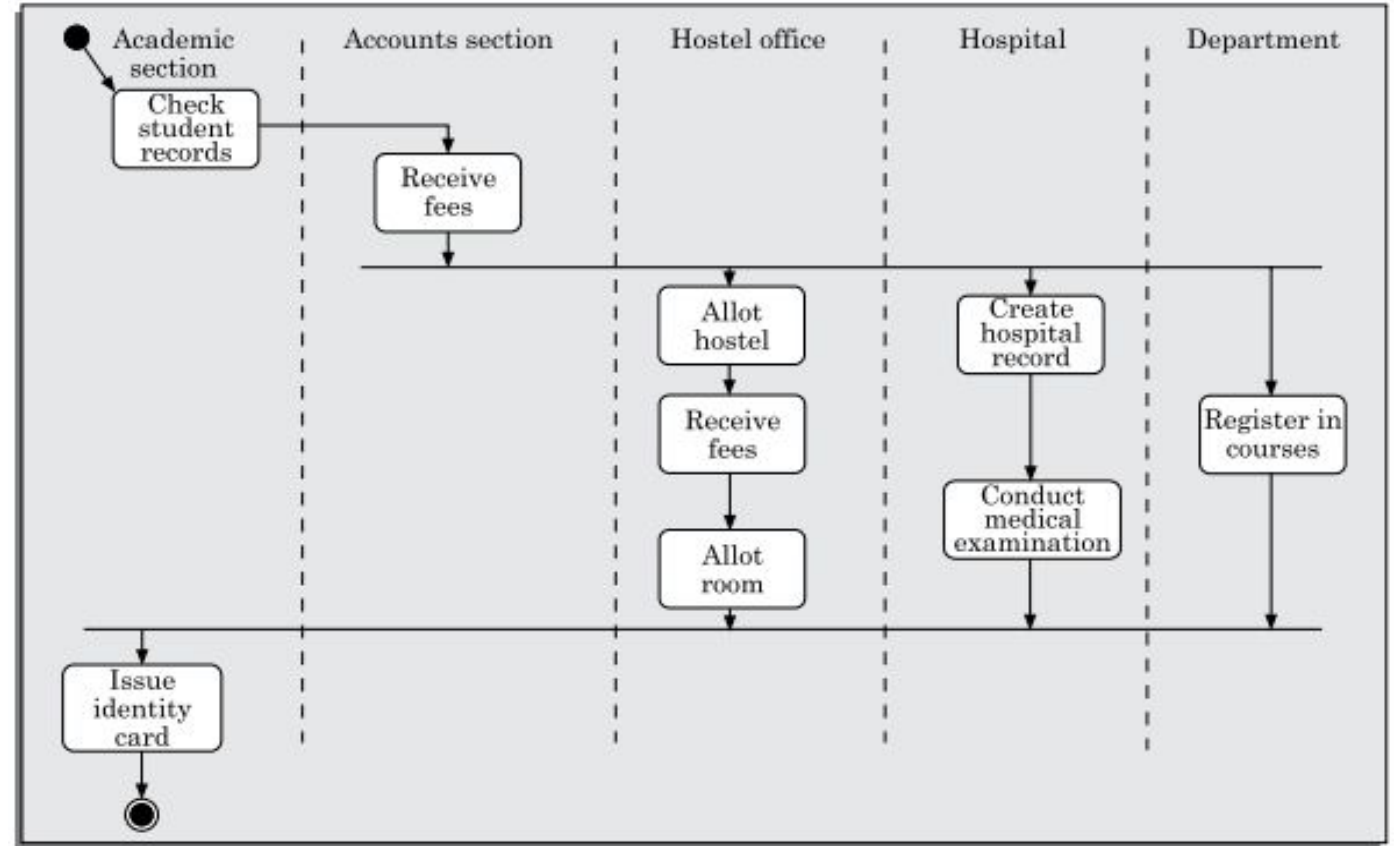 Academic
section
Accounts section
Hostel office
Hospital
Department
Check
student
records
Receive
fees
Allot
hostel
Create
hospital
record
Receive
fees
Register in
courses
Conduct
medical
examination
Allot
room
Issue
identity
card